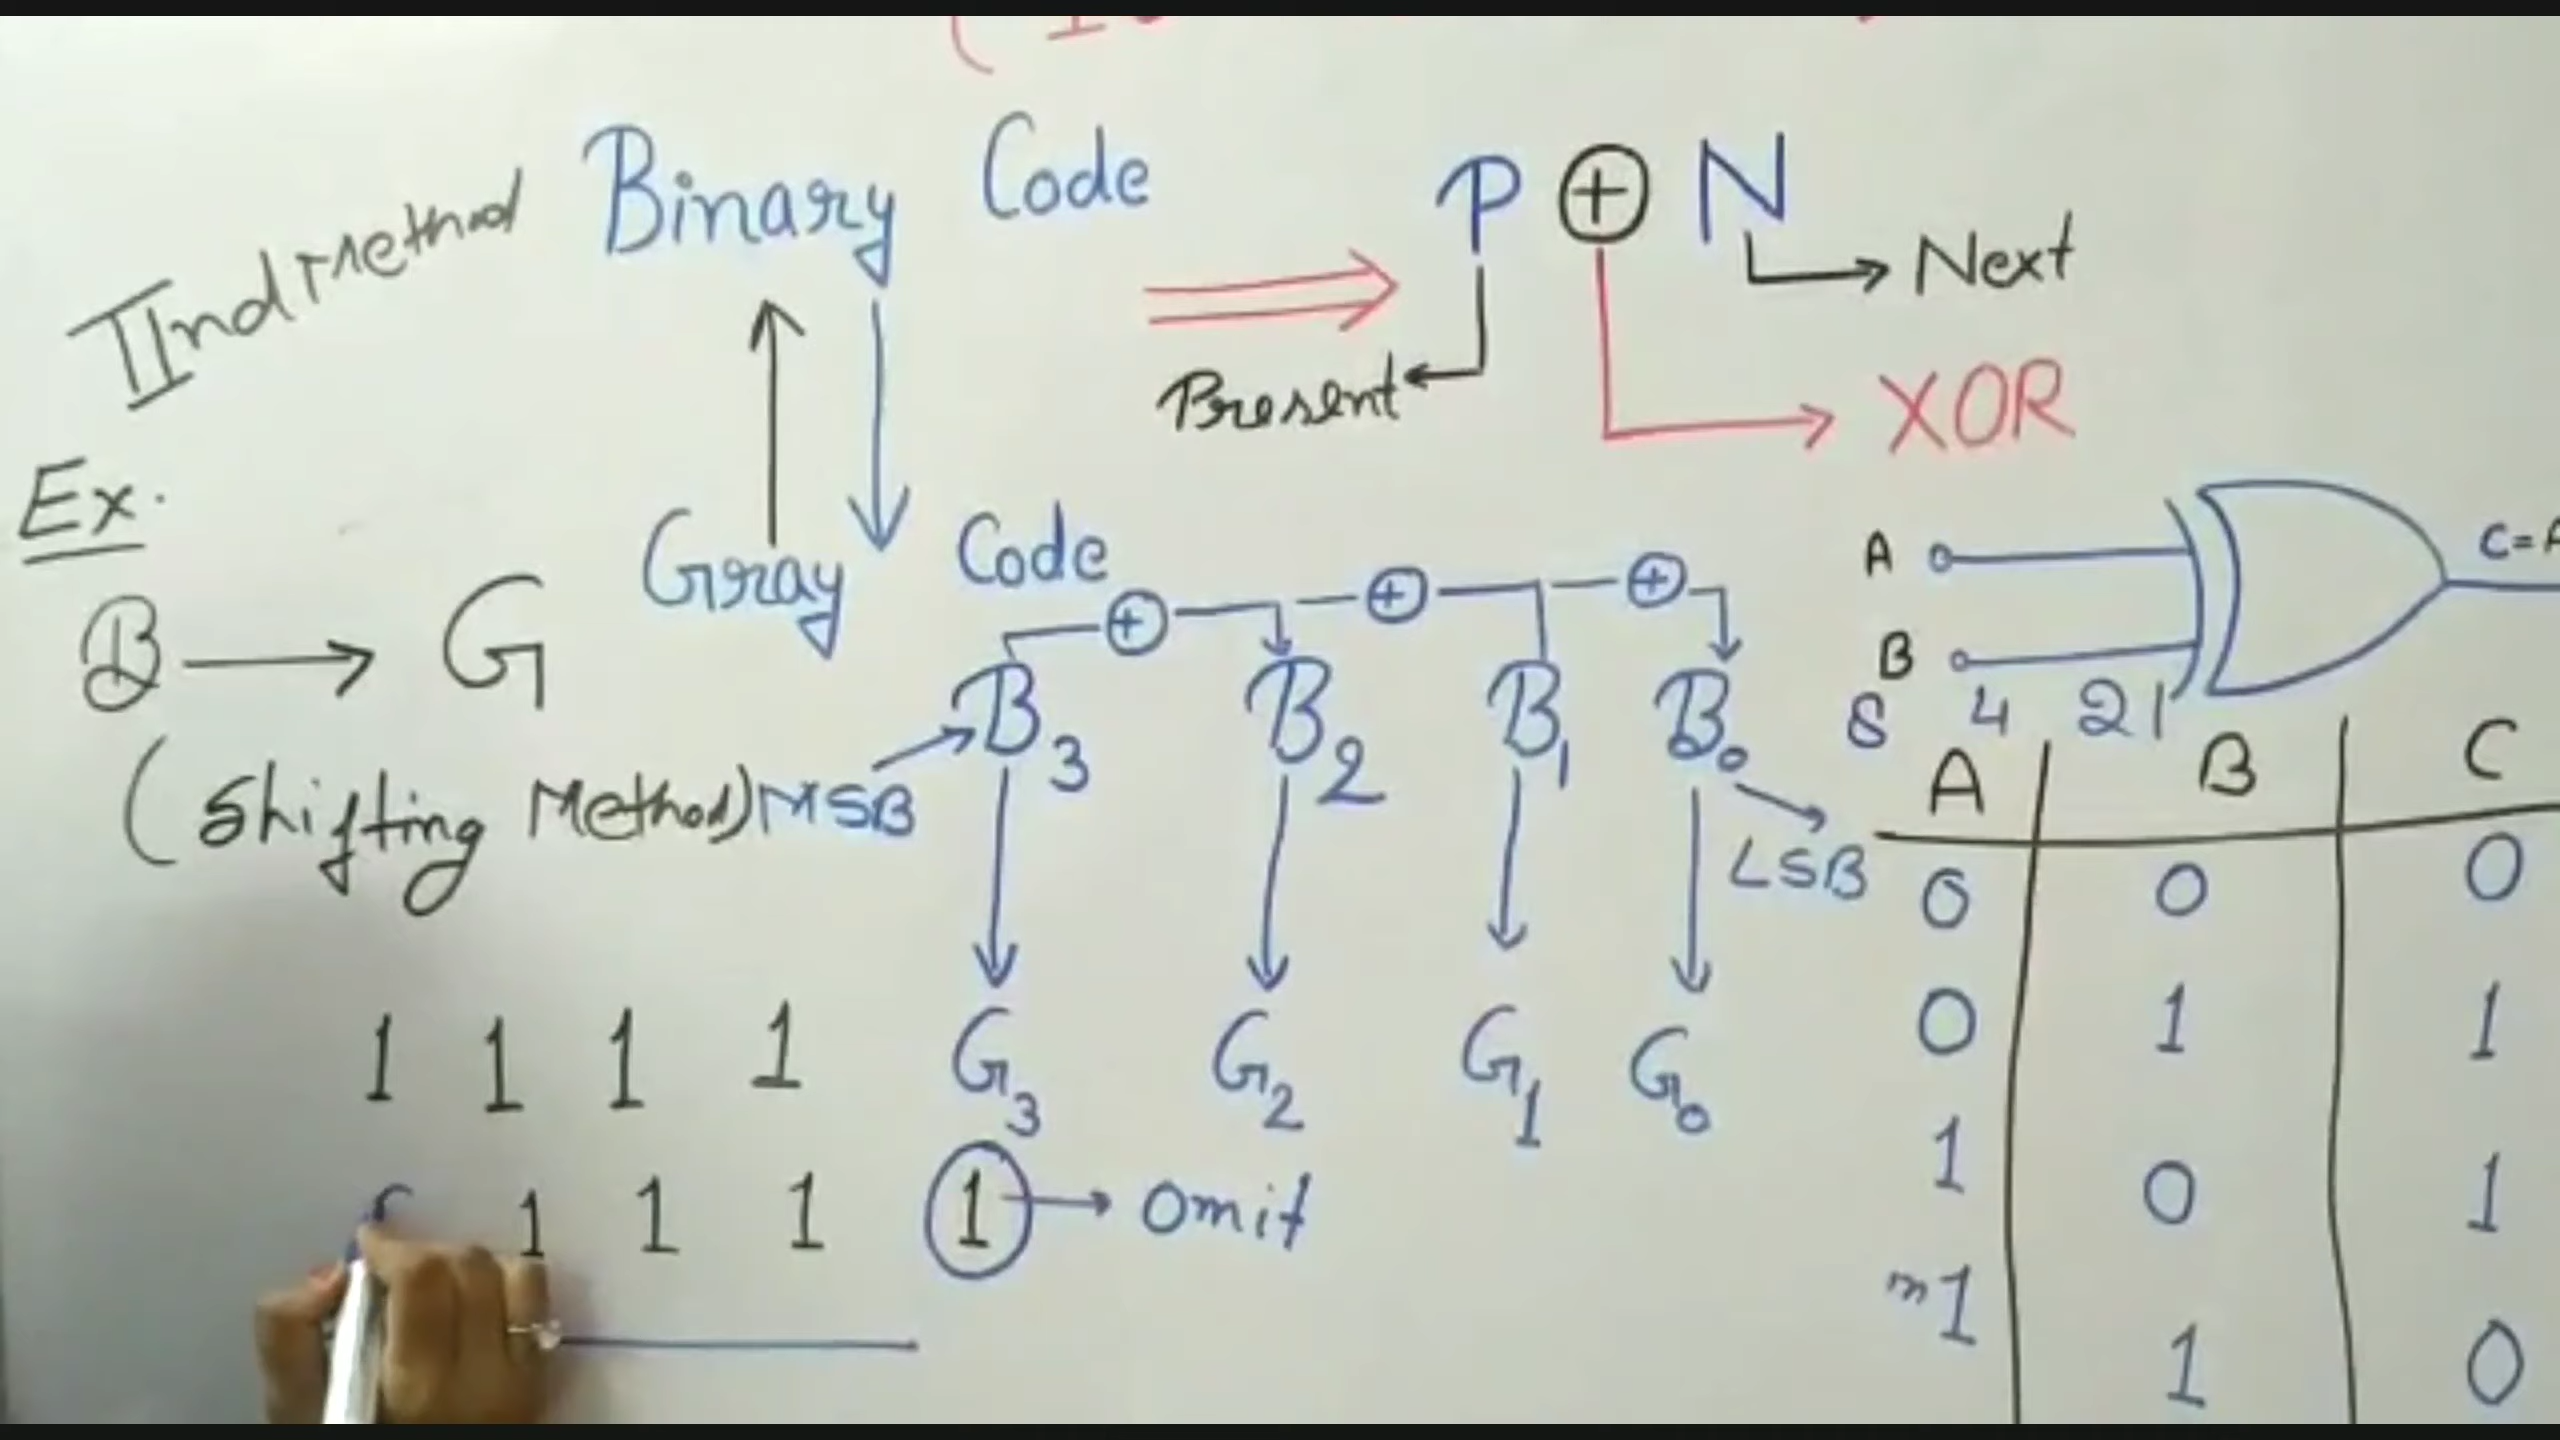 IInd Method
Binary Code
P ⊕ N
Next
Present
XOR
Ex.
Gray Code
B → G
⊕ ⊕ ⊕
A
C=A
B
8 4 2 1
B3 B2 B1 B0
(Shifting Method)
MSB
LSB
G3 G2 G1 G0
1 1 1 1
1 1 1 1 → Omit
A B C
0 0 0
0 1 1
1 0 1
1 1 0